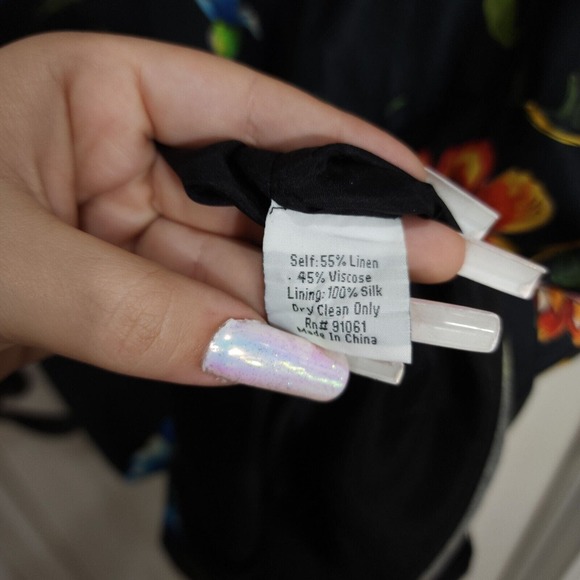 Self: 55% Linen
. 45% Viscose
Lining: 100% Silk
Dry Clean Only
Rn# 91061
Made In China